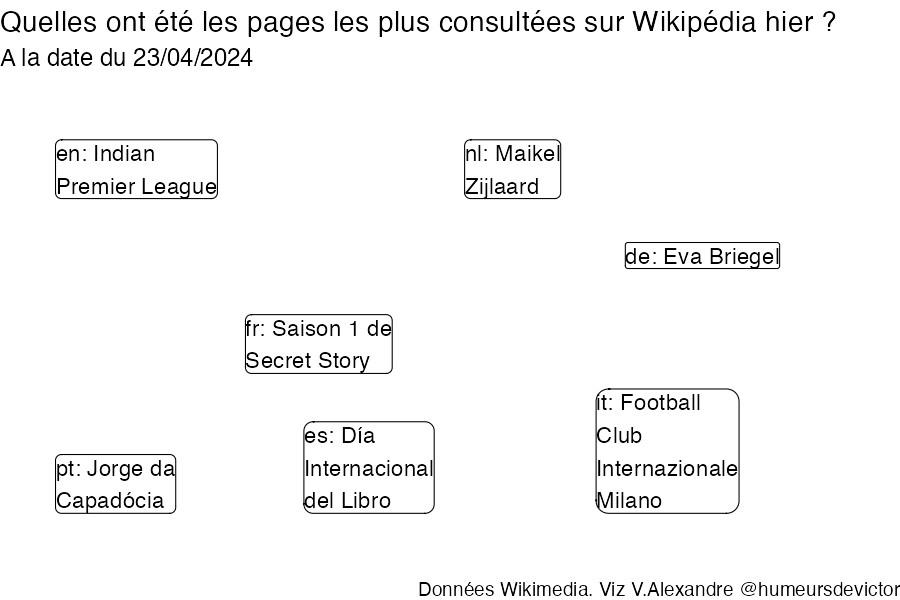 Quelles ont été les pages les plus consultées sur Wikipédia hier ?
A la date du 23/04/2024
en: Indian
Premier League
nl: Maikel
Zijlaard
de: Eva Briegel
fr: Saison 1 de
Secret Story
it: Football
Club
Internazionale
Milano
es: Día
Internacional
del Libro
pt: Jorge da
Capadócia
Données Wikimedia. Viz V.Alexandre @humeursdevictor